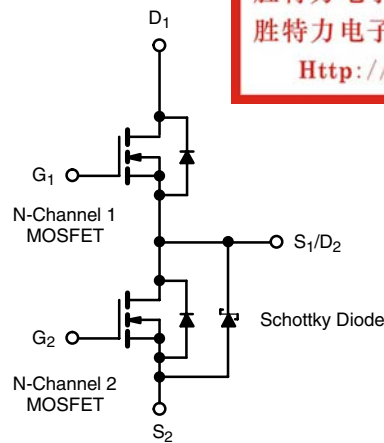 D₁
胜特力电子
Http://
G₁
N-Channel 1
MOSFET
S₁/D₂
Schottky Diode
G₂
N-Channel 2
MOSFET
S₂